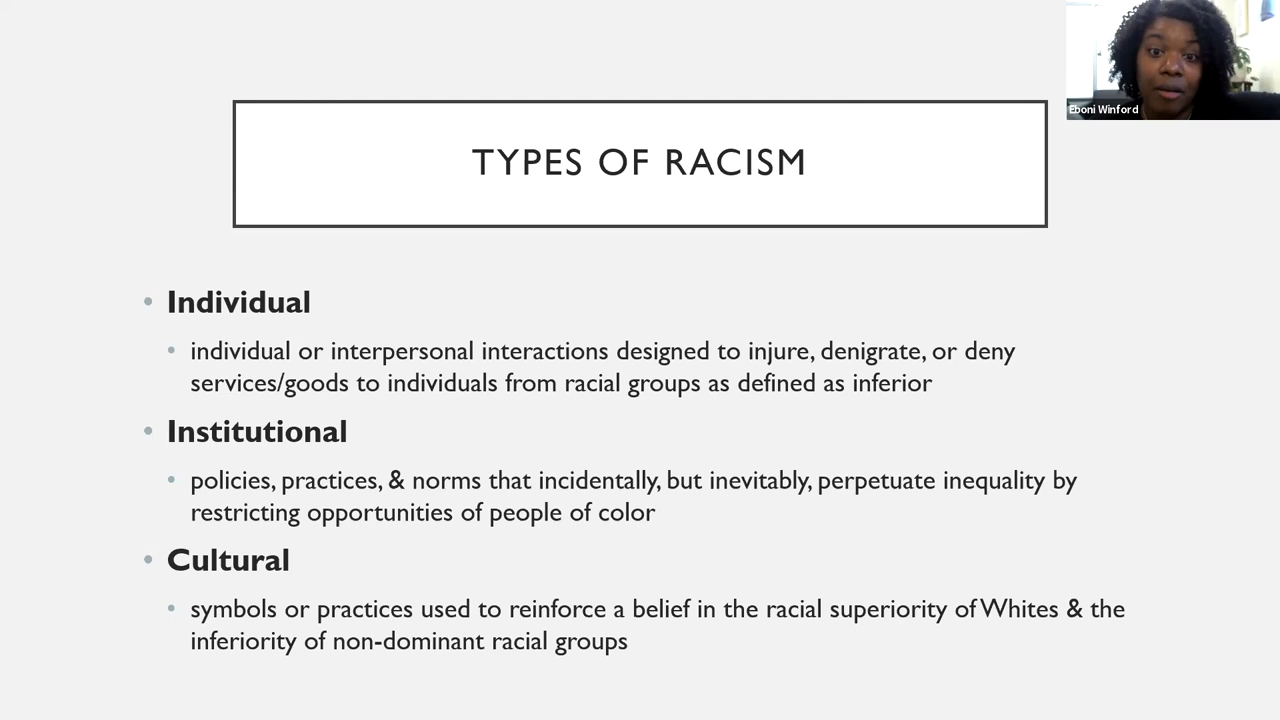 Eboni Winford
TYPES OF RACISM
• Individual
• individual or interpersonal interactions designed to injure, denigrate, or deny
services/goods to individuals from racial groups as defined as inferior
• Institutional
• policies, practices, & norms that incidentally, but inevitably, perpetuate inequality by
restricting opportunities of people of color
• Cultural
• symbols or practices used to reinforce a belief in the racial superiority of Whites & the
inferiority of non-dominant racial groups